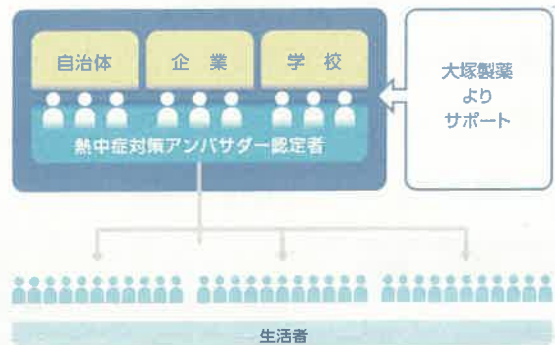 自治体
企業
学校
大塚製薬
より
サポート
熱中症対策アンバサダー認定者
生活者